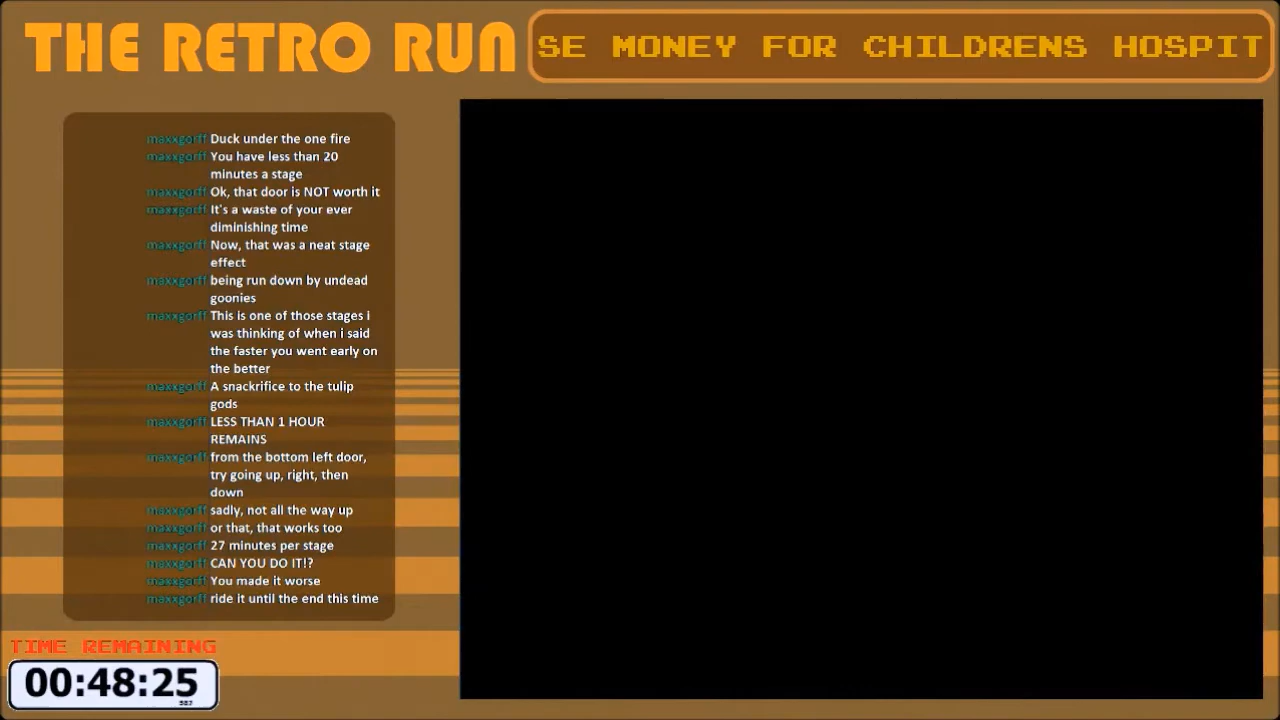 THE RETRO RUN
SE MONEY FOR CHILDRENS HOSPIT
maxxgorff Duck under the one fire
maxxgorff You have less than 20
minutes a stage
maxxgorff Ok, that door is NOT worth it
maxxgorff It's a waste of your ever
diminishing time
maxxgorff Now, that was a neat stage
effect
maxxgorff being run down by undead
goonies
maxxgorff This is one of those stages i
was thinking of when i said
the faster you went early on
the better
maxxgorff A snackrifice to the tulip
gods
maxxgorff LESS THAN 1 HOUR
REMAINS
maxxgorff from the bottom left door,
try going up, right, then
down
maxxgorff sadly, not all the way up
maxxgorff or that, that works too
maxxgorff 27 minutes per stage
maxxgorff CAN YOU DO IT!?
maxxgorff You made it worse
maxxgorff ride it until the end this time
TIME REMAINING
00:48:25